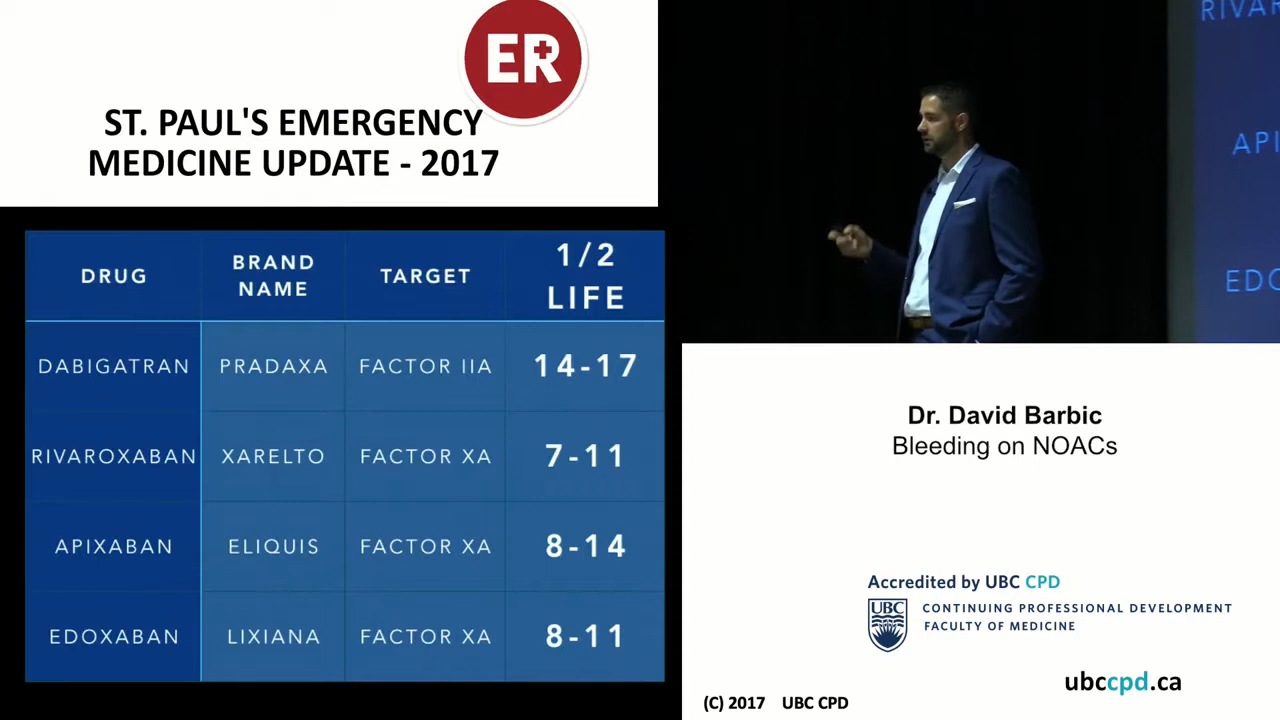 ER
ST. PAUL'S EMERGENCY
MEDICINE UPDATE - 2017
DRUG BRAND NAME TARGET 1/2 LIFE
DABIGATRAN PRADAXA FACTOR IIA 14-17
RIVAROXABAN XARELTO FACTOR XA 7-11
APIXABAN ELIQUIS FACTOR XA 8-14
EDOXABAN LIXIANA FACTOR XA 8-11
RIVAR
API
EDO
Dr. David Barbic
Bleeding on NOACs
Accredited by UBC CPD
UBC
CONTINUING PROFESSIONAL DEVELOPMENT
FACULTY OF MEDICINE
ubccpd.ca
(C) 2017 UBC CPD